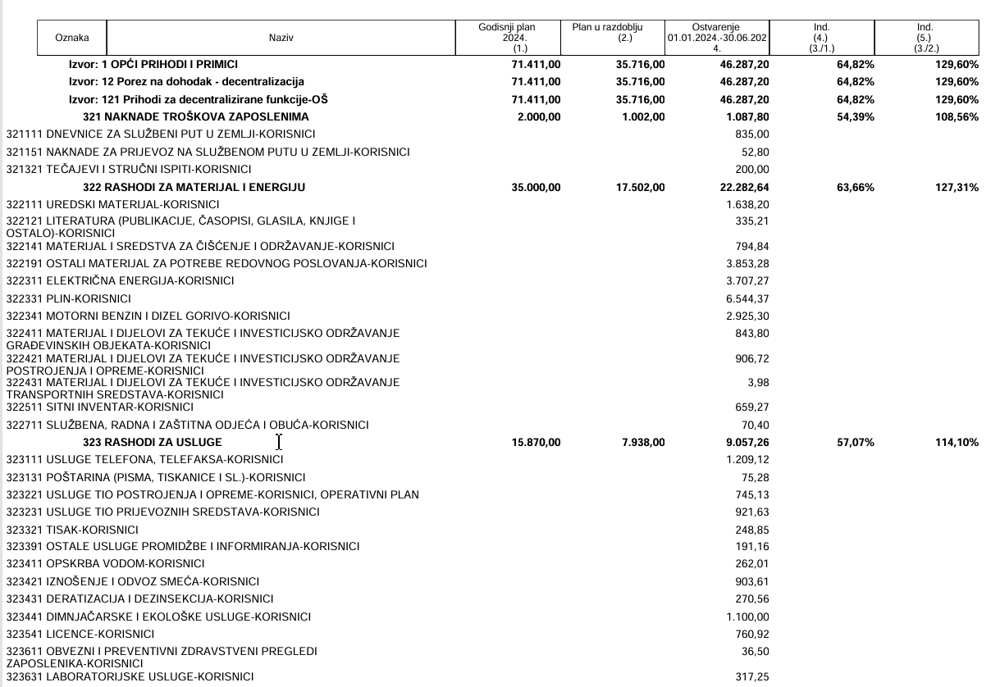 Oznaka Naziv Godisnji plan 2024. (1.) Plan u razdoblju (2.) Ostvarenje 01.01.2024.-30.06.2024. (3.) Ind. (4.) (3./1.) Ind. (5.) (3./2.)
Izvor: 1 OPĆI PRIHODI I PRIMICI 71.411,00 35.716,00 46.287,20 64,82% 129,60%
Izvor: 12 Porez na dohodak - decentralizacija 71.411,00 35.716,00 46.287,20 64,82% 129,60%
Izvor: 121 Prihodi za decentralizirane funkcije-OŠ 71.411,00 35.716,00 46.287,20 64,82% 129,60%
321 NAKNADE TROŠKOVA ZAPOSLENIMA 2.000,00 1.002,00 1.087,80 54,39% 108,56%
321111 DNEVNICE ZA SLUŽBENI PUT U ZEMLJI-KORISNICI 835,00
321151 NAKNADE ZA PRIJEVOZ NA SLUŽBENOM PUTU U ZEMLJI-KORISNICI 52,80
321321 TEČAJEVI I STRUČNI ISPITI-KORISNICI 200,00
322 RASHODI ZA MATERIJAL I ENERGIJU 35.000,00 17.502,00 22.282,64 63,66% 127,31%
322111 UREDSKI MATERIJAL-KORISNICI 1.638,20
322121 LITERATURA (PUBLIKACIJE, ČASOPISI, GLASILA, KNJIGE I 335,21
OSTALO)-KORISNICI
322141 MATERIJAL I SREDSTVA ZA ČIŠĆENJE I ODRŽAVANJE-KORISNICI 794,84
322191 OSTALI MATERIJAL ZA POTREBE REDOVNOG POSLOVANJA-KORISNICI 3.853,28
322311 ELEKTRIČNA ENERGIJA-KORISNICI 3.707,27
322331 PLIN-KORISNICI 6.544,37
322341 MOTORNI BENZIN I DIZEL GORIVO-KORISNICI 2.925,30
322411 MATERIJAL I DIJELOVI ZA TEKUĆE I INVESTICIJSKO ODRŽAVANJE 843,80
GRAĐEVINSKIH OBJEKATA-KORISNICI
322421 MATERIJAL I DIJELOVI ZA TEKUĆE I INVESTICIJSKO ODRŽAVANJE 906,72
POSTROJENJA I OPREME-KORISNICI
322431 MATERIJAL I DIJELOVI ZA TEKUĆE I INVESTICIJSKO ODRŽAVANJE 3,98
TRANSPORTNIH SREDSTAVA-KORISNICI
322511 SITNI INVENTAR-KORISNICI 659,27
322711 SLUŽBENA, RADNA I ZAŠTITNA ODJEĆA I OBUĆA-KORISNICI 70,40
323 RASHODI ZA USLUGE 15.870,00 7.938,00 9.057,26 57,07% 114,10%
323111 USLUGE TELEFONA, TELEFAKSA-KORISNICI 1.209,12
323131 POŠTARINA (PISMA, TISKANICE I SL.)-KORISNICI 75,28
323221 USLUGE TIO POSTROJENJA I OPREME-KORISNICI, OPERATIVNI PLAN 745,13
323231 USLUGE TIO PRIJEVOZNIH SREDSTAVA-KORISNICI 921,63
323321 TISAK-KORISNICI 248,85
323391 OSTALE USLUGE PROMIDŽBE I INFORMIRANJA-KORISNICI 191,16
323411 OPSKRBA VODOM-KORISNICI 262,01
323421 IZNOŠENJE I ODVOZ SMEĆA-KORISNICI 903,61
323431 DERATIZACIJA I DEZINSEKCIJA-KORISNICI 270,56
323441 DIMNJAČARSKE I EKOLOŠKE USLUGE-KORISNICI 1.100,00
323541 LICENCE-KORISNICI 760,92
323611 OBVEZNI I PREVENTIVNI ZDRAVSTVENI PREGLEDI 36,50
ZAPOSLENIKA-KORISNICI
323631 LABORATORIJSKE USLUGE-KORISNICI 317,25